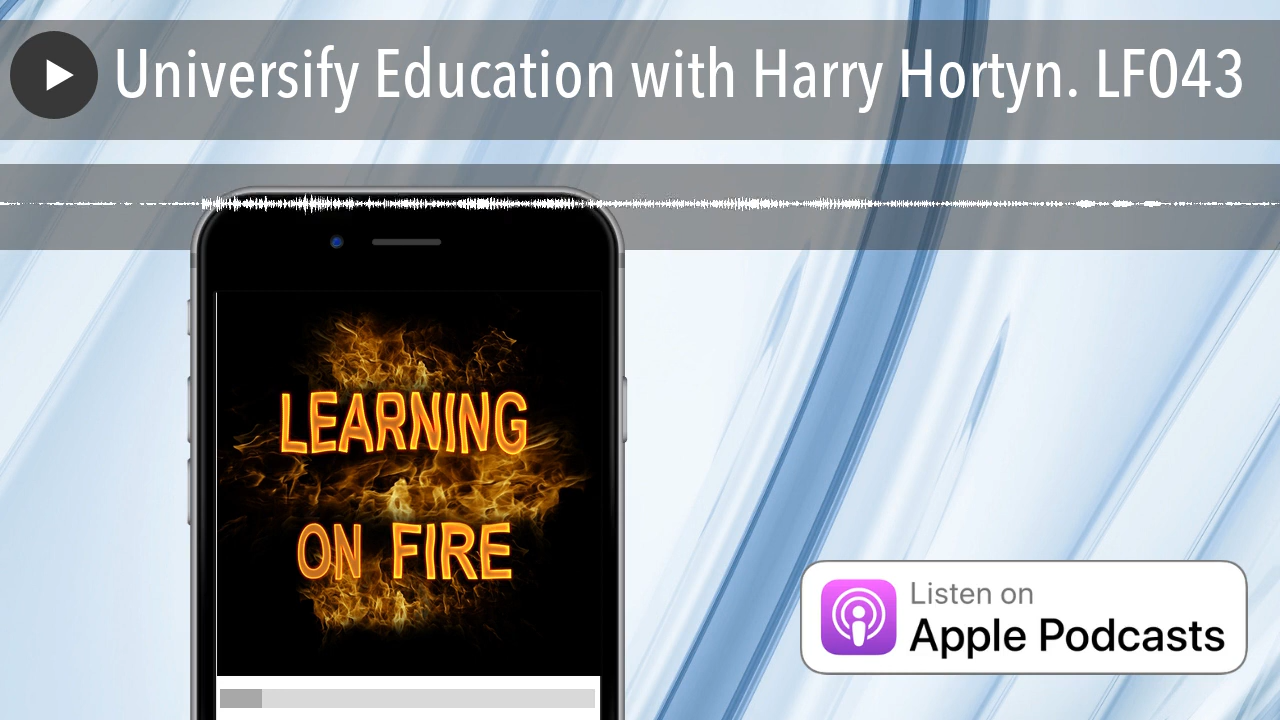 Universify Education with Harry Hortyn. LF043
LEARNING
ON FIRE
Listen on
Apple Podcasts